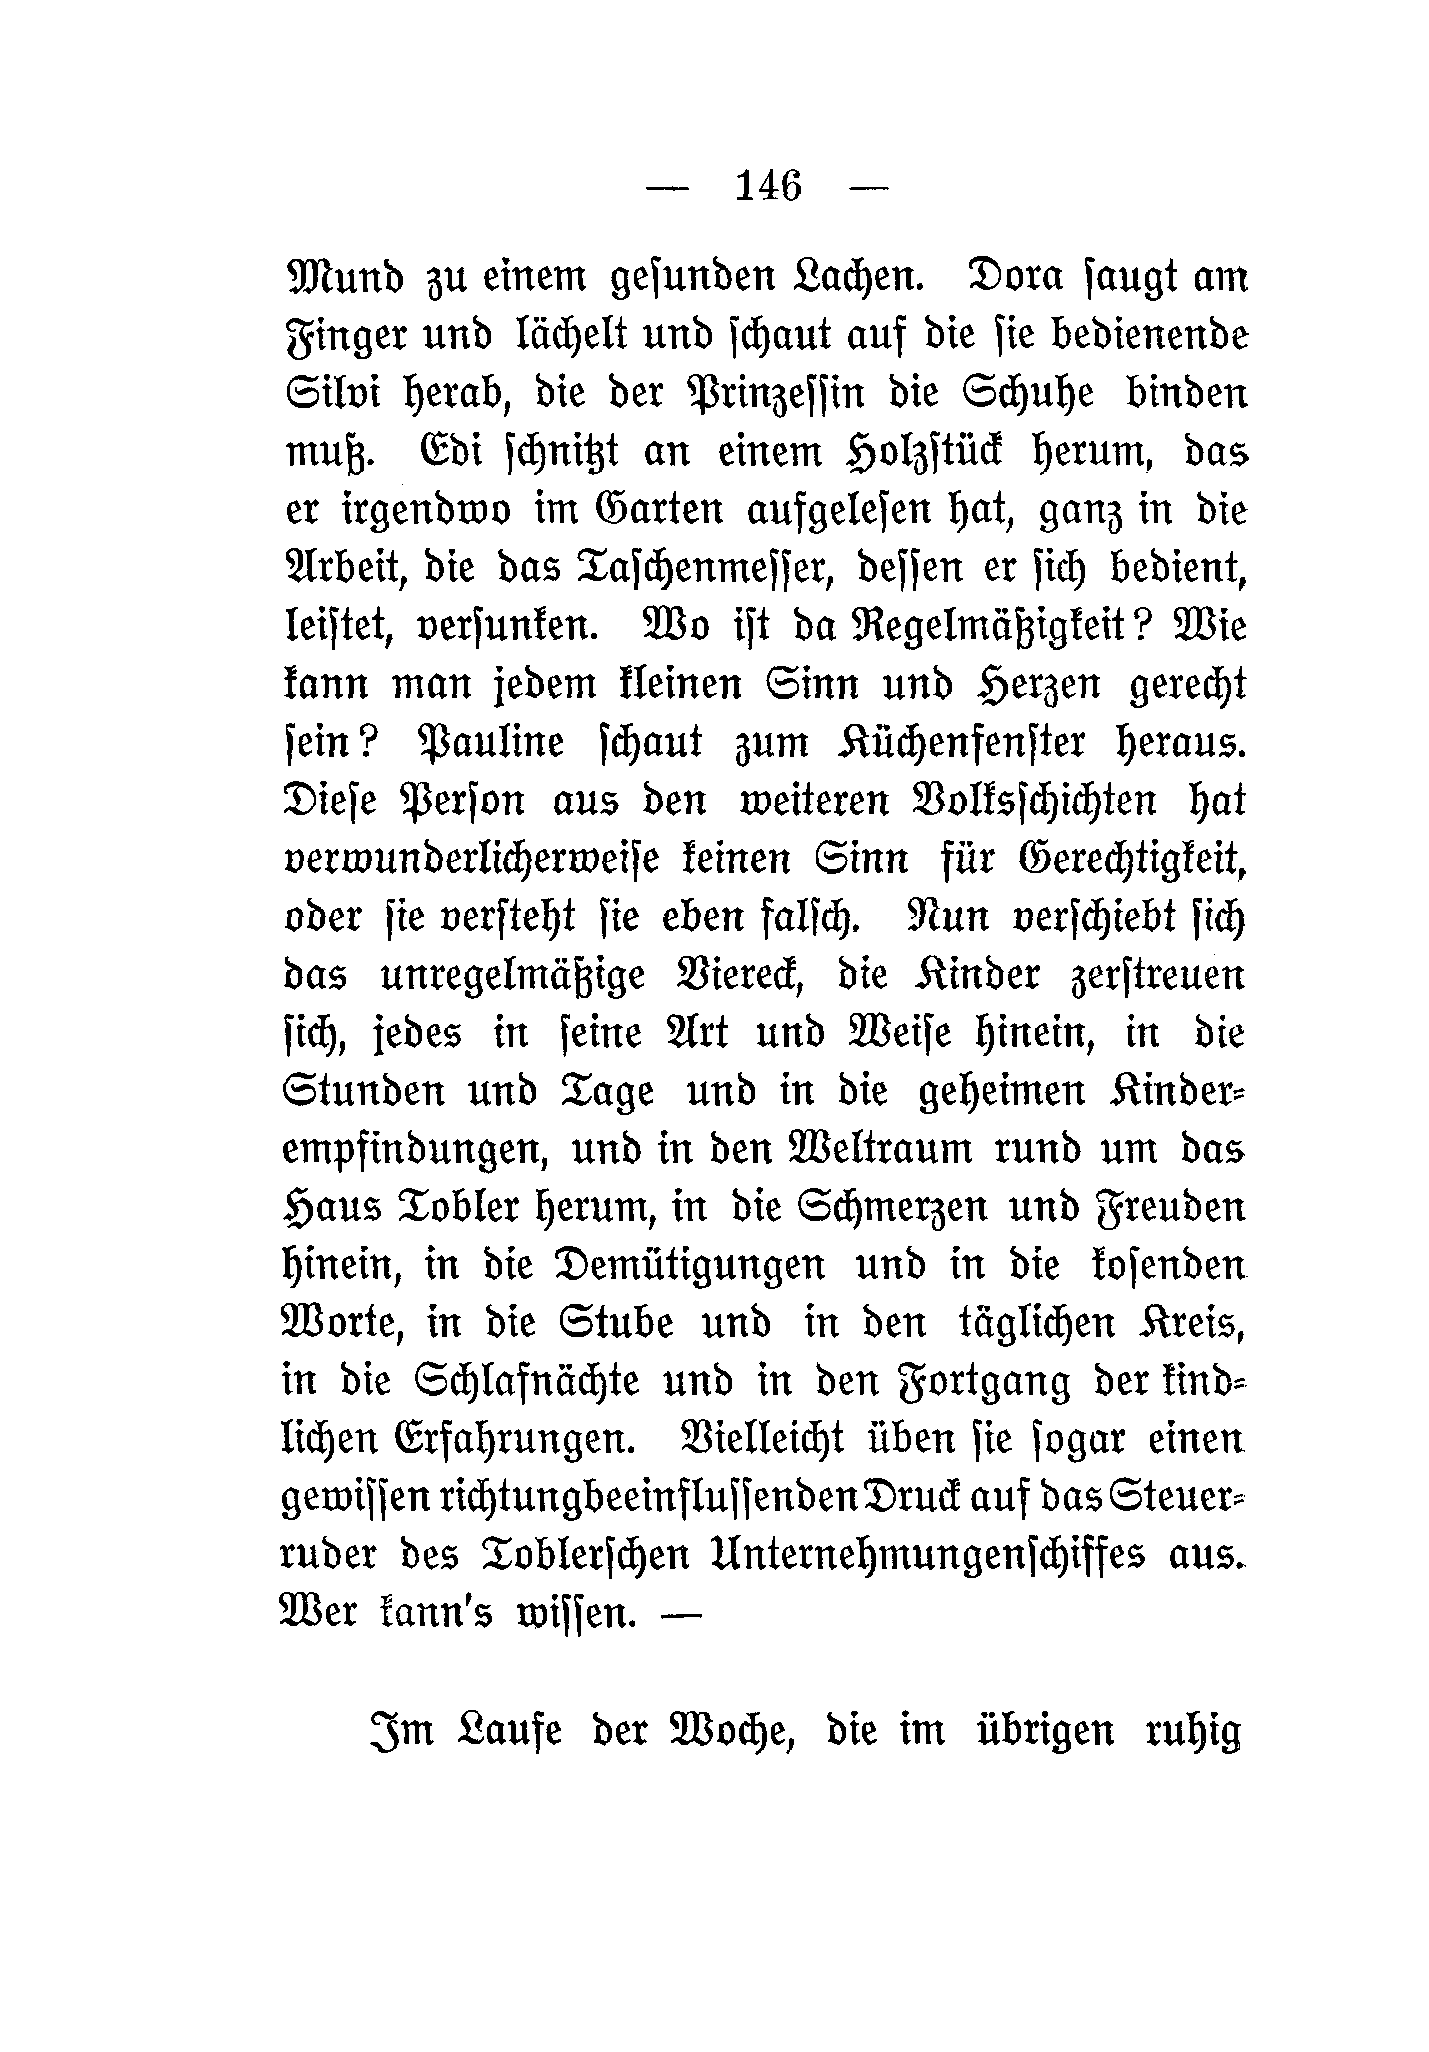 — 146 —
Mund zu einem geſunden Lachen. Dora ſaugt am
Finger und lächelt und ſchaut auf die ſie bedienende
Silvi herab, die der Prinzeſſin die Schuhe binden
muß. Edi ſchnitzt an einem Holzſtück herum, das
er irgendwo im Garten aufgeleſen hat, ganz in die
Arbeit, die das Taſchenmeſſer, deſſen er ſich bedient,
leiſtet, verſunken. Wo iſt da Regelmäßigkeit? Wie
kann man jedem kleinen Sinn und Herzen gerecht
ſein? Pauline ſchaut zum Küchenfenſter heraus.
Dieſe Perſon aus den weiteren Volksſchichten hat
verwunderlicherweiſe keinen Sinn für Gerechtigkeit,
oder ſie verſteht ſie eben falſch. Nun verſchiebt ſich
das unregelmäßige Viereck, die Kinder zerſtreuen
ſich, jedes in ſeine Art und Weiſe hinein, in die
Stunden und Tage und in die geheimen Kinder⸗
empfindungen, und in den Weltraum rund um das
Haus Tobler herum, in die Schmerzen und Freuden
hinein, in die Demütigungen und in die koſenden
Worte, in die Stube und in den täglichen Kreis,
in die Schlafnächte und in den Fortgang der kind⸗
lichen Erfahrungen. Vielleicht üben ſie ſogar einen
gewiſſen richtungbeeinfluſſenden Druck auf das Steuer⸗
ruder des Toblerſchen Unternehmungenſchiffes aus.
Wer kann's wiſſen. —
Im Laufe der Woche, die im übrigen ruhig